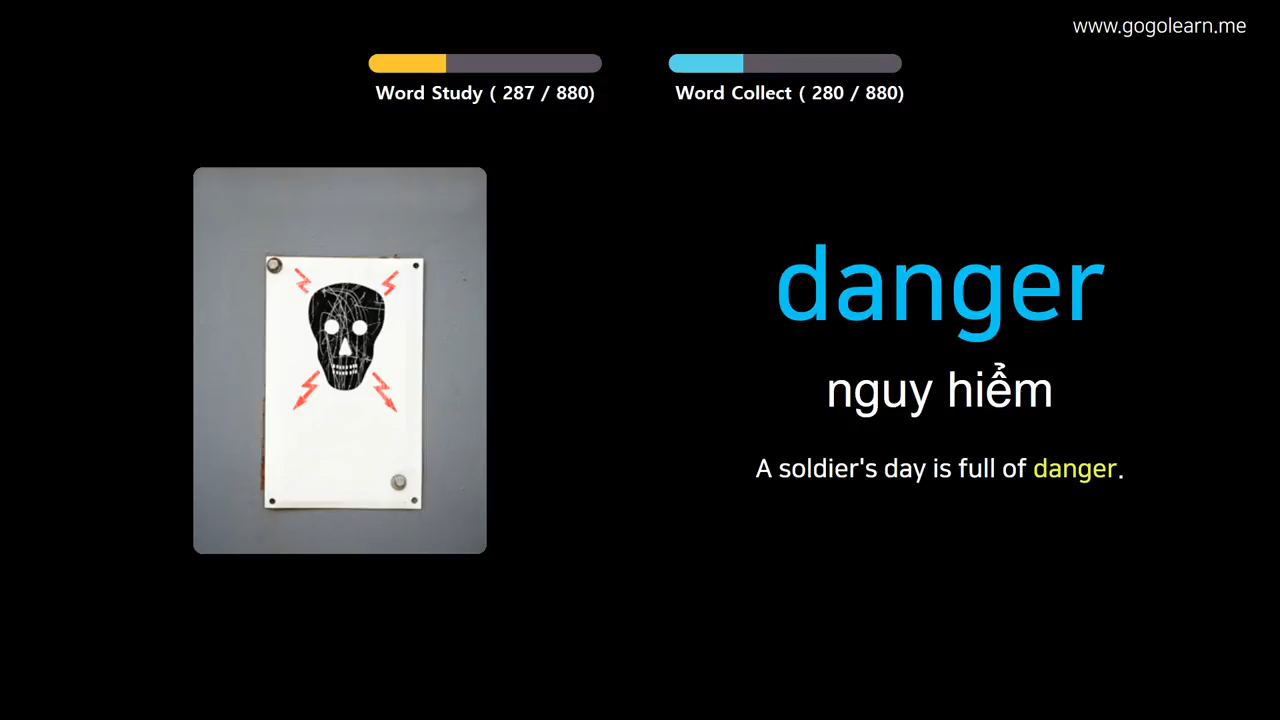 www.gogolearn.me
Word Study ( 287 / 880)
Word Collect ( 280 / 880)
danger
nguy hiểm
A soldier's day is full of danger.